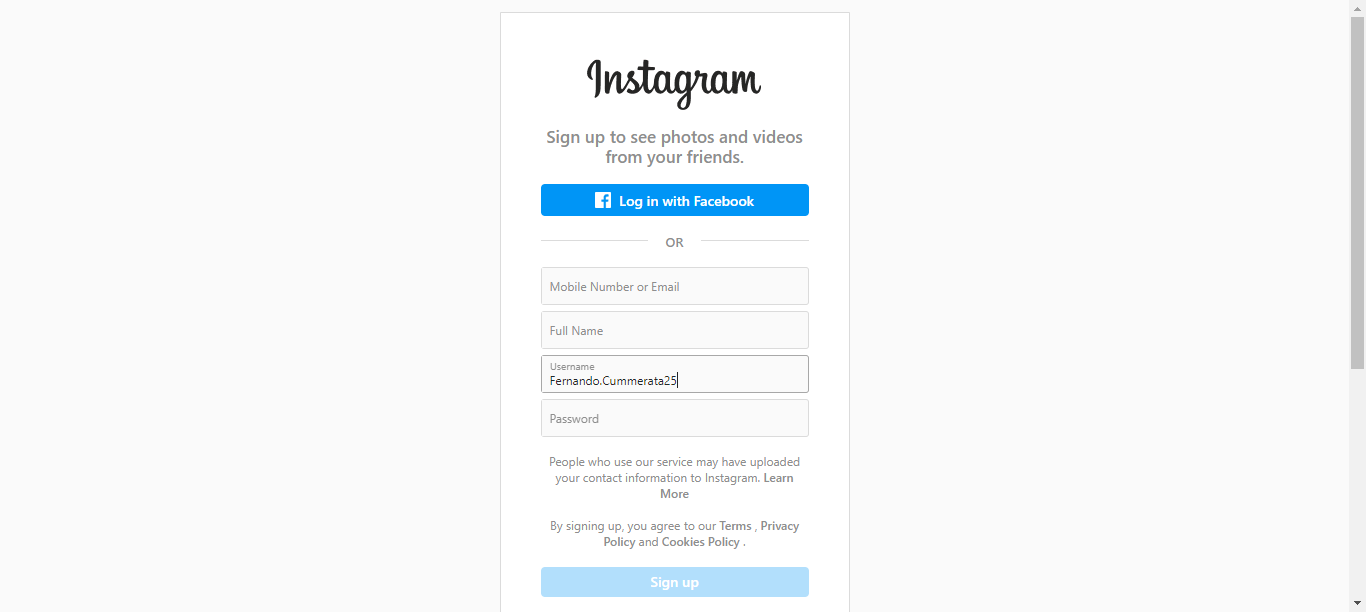 Instagram
Sign up to see photos and videos
from your friends.
Log in with Facebook
OR
Mobile Number or Email
Full Name
Username
Fernando.Cummerata25
Password
People who use our service may have uploaded
your contact information to Instagram. Learn
More
By signing up, you agree to our Terms , Privacy
Policy and Cookies Policy .
Sign up